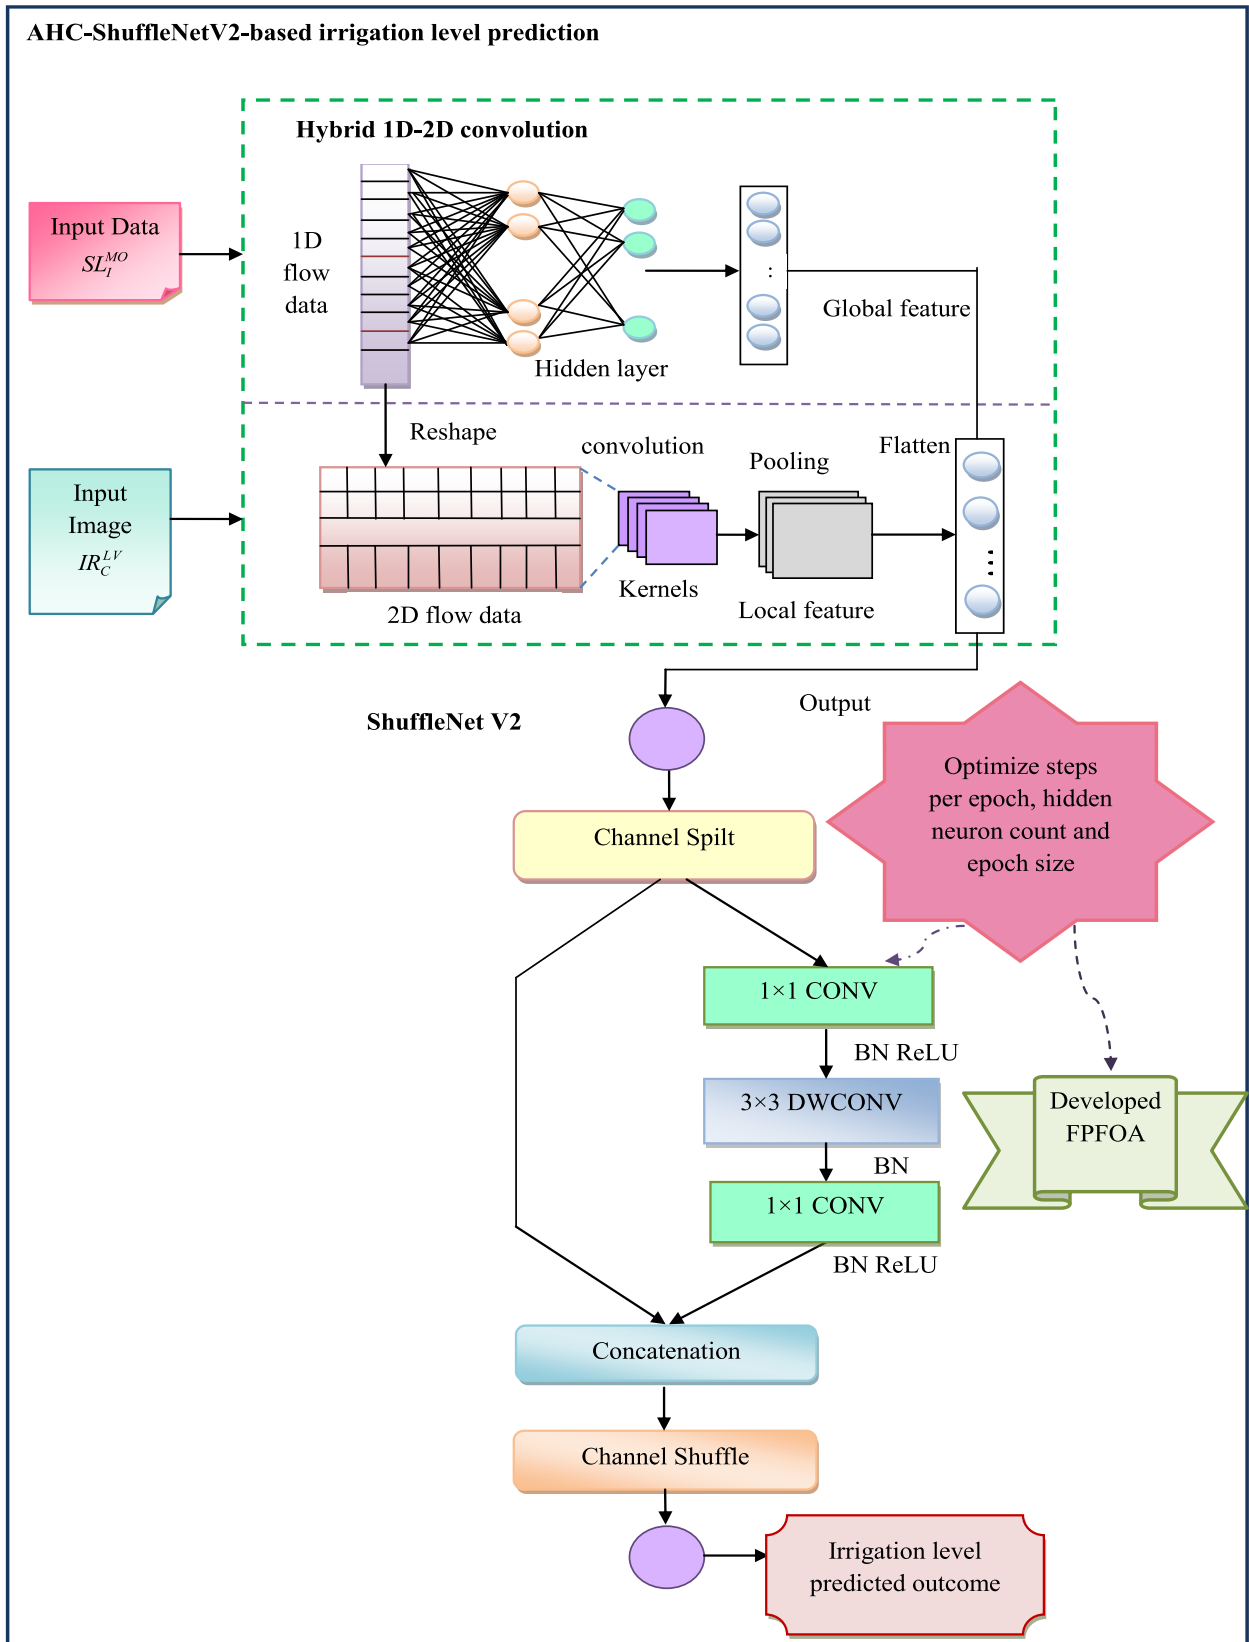 AHC-ShuffleNetV2-based irrigation level prediction
Hybrid 1D-2D convolution
Input Data
SL_I^{MO}
1D
flow
data
:
Global feature
Hidden layer
Reshape
convolution
Pooling
Flatten
Input
Image
IR_C^{LV}
...
Kernels
Local feature
2D flow data
Output
ShuffleNet V2
Optimize steps
per epoch, hidden
neuron count and
epoch size
Channel Spilt
1×1 CONV
BN ReLU
3×3 DWCONV
BN
1×1 CONV
BN ReLU
Developed
FPFOA
Concatenation
Channel Shuffle
Irrigation level
predicted outcome